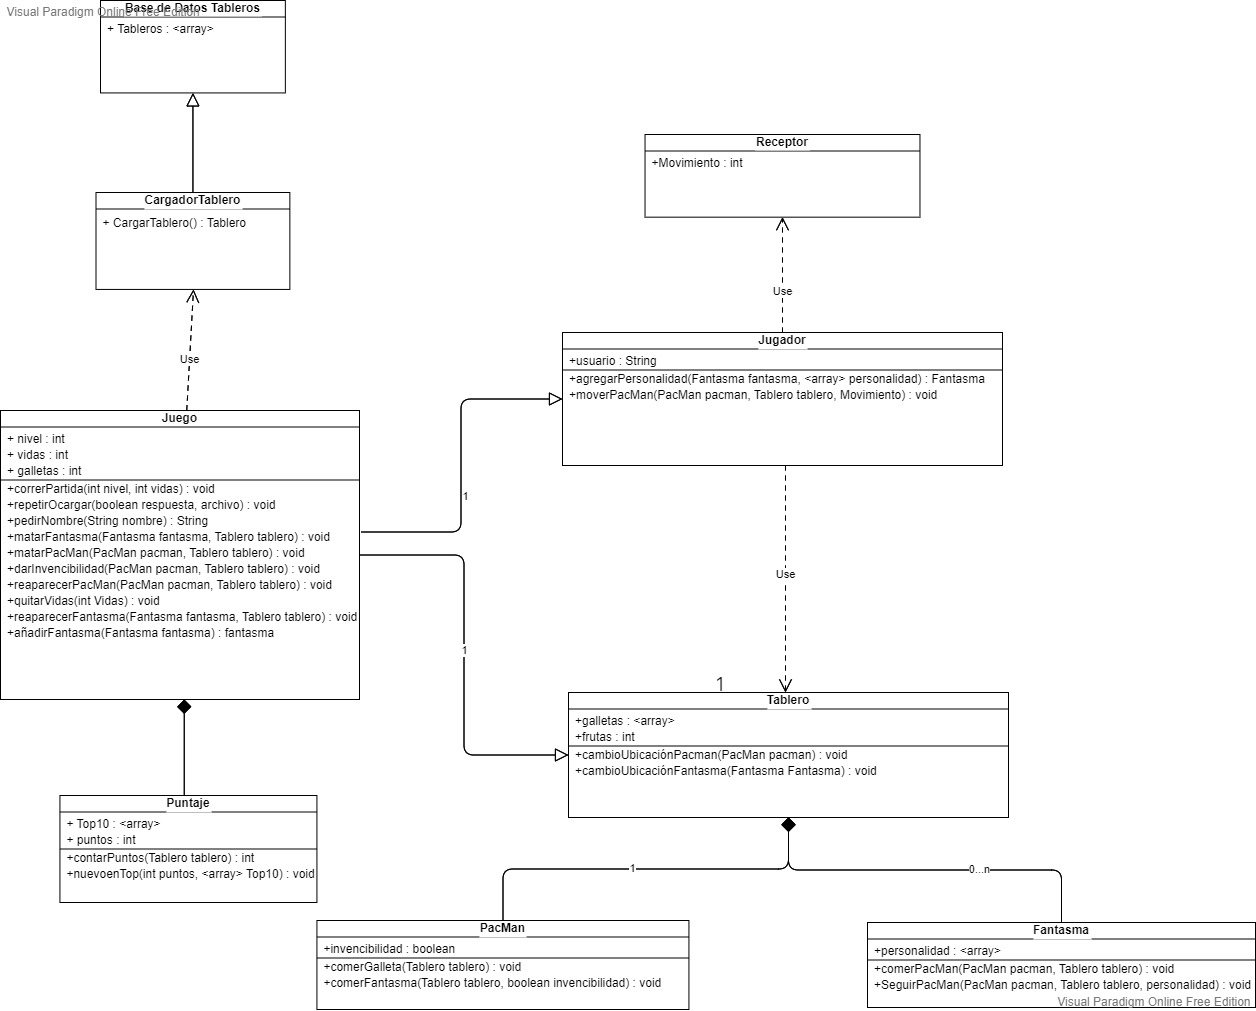 Visual Paradigm Online Free Edition
Base de Datos Tableros
+ Tableros : <array>
CargadorTablero
+ CargarTablero() : Tablero
Use
Receptor
+Movimiento : int
Use
Jugador
+usuario : String
+agregarPersonalidad(Fantasma fantasma, <array> personalidad) : Fantasma
+moverPacMan(PacMan pacman, Tablero tablero, Movimiento) : void
Juego
+ nivel : int
+ vidas : int
+ galletas : int
+correrPartida(int nivel, int vidas) : void
+repetirOcargar(boolean respuesta, archivo) : void
+pedirNombre(String nombre) : String
+matarFantasma(Fantasma fantasma, Tablero tablero) : void
+matarPacMan(PacMan pacman, Tablero tablero) : void
+darInvencibilidad(PacMan pacman, Tablero tablero) : void
+reaparecerPacMan(PacMan pacman, Tablero tablero) : void
+quitarVidas(int Vidas) : void
+reaparecerFantasma(Fantasma fantasma, Tablero tablero) : void
+añadirFantasma(Fantasma fantasma) : fantasma
1
1
Use
1
Tablero
+galletas : <array>
+frutas : int
+cambioUbicaciónPacman(PacMan pacman) : void
+cambioUbicaciónFantasma(Fantasma Fantasma) : void
Puntaje
+ Top10 : <array>
+ puntos : int
+contarPuntos(Tablero tablero) : int
+nuevoenTop(int puntos, <array> Top10) : void
1
0...n
PacMan
+invencibilidad : boolean
+comerGalleta(Tablero tablero) : void
+comerFantasma(Tablero tablero, boolean invencibilidad) : void
Fantasma
+personalidad : <array>
+comerPacMan(PacMan pacman, Tablero tablero) : void
+SeguirPacMan(PacMan pacman, Tablero tablero, personalidad) : void
Visual Paradigm Online Free Edition